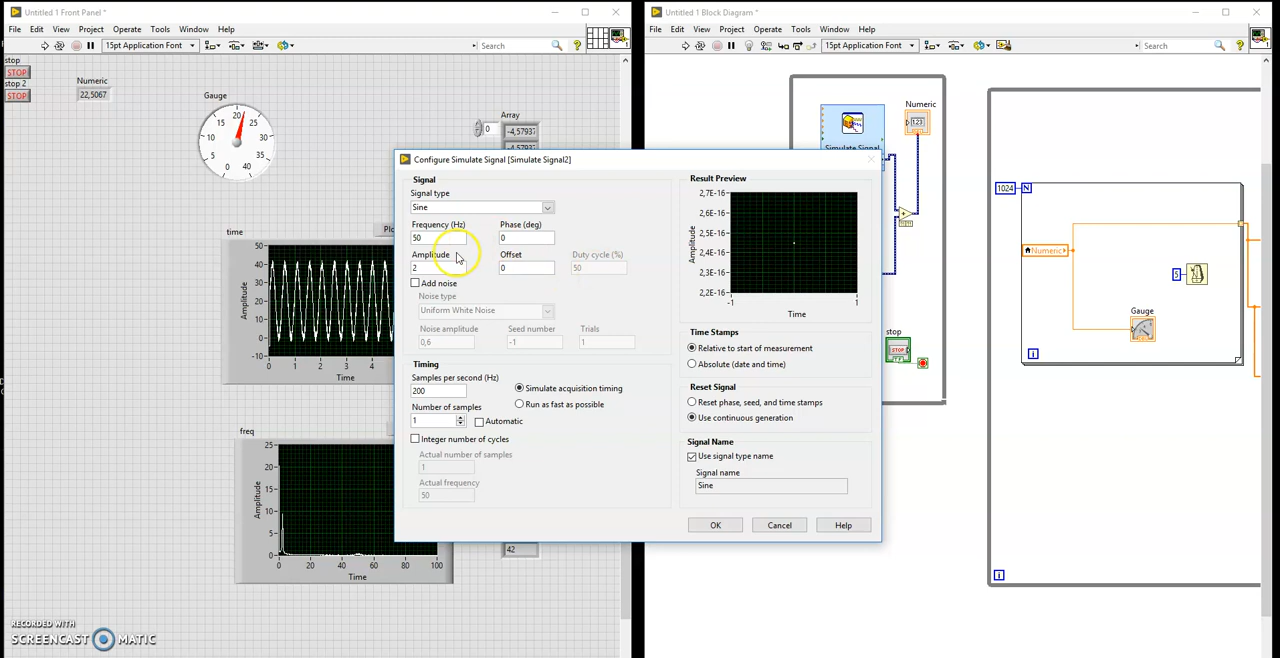 Untitled 1 Front Panel *
File Edit View Project Operate Tools Window Help
15pt Application Font
Search
stop
STOP
stop 2
STOP
Numeric
22,5067
Gauge
0 5 10 15 20 25 30 35 40
Array
0
-4,57937
time
Plo
Amplitude
50
40
30
20
10
0
-10
0 1 2 3 4
Time
freq
Amplitude
25
20
15
10
5
0
0 20 40 60 80 100
Time
42
RECORDED WITH
SCREENCAST MATIC
Untitled 1 Block Diagram *
File Edit View Project Operate Tools Window Help
15pt Application Font
Search
Simulate Signal
Numeric
123
stop
STOP
1024 N
Numeric
5
Gauge
i
i
Configure Simulate Signal [Simulate Signal2]
Signal
Signal type
Sine
Frequency (Hz) Phase (deg)
50 0
Amplitude Offset Duty cycle (%)
2 0 50
Add noise
Noise type
Uniform White Noise
Noise amplitude Seed number Trials
0,6 -1 1
Timing
Samples per second (Hz)
200
Simulate acquisition timing
Run as fast as possible
Number of samples
1 Automatic
Integer number of cycles
Actual number of samples
1
Actual frequency
50
Result Preview
Amplitude
2,7E-16
2,6E-16
2,5E-16
2,4E-16
2,3E-16
2,2E-16
-1 1
Time
Time Stamps
Relative to start of measurement
Absolute (date and time)
Reset Signal
Reset phase, seed, and time stamps
Use continuous generation
Signal Name
Use signal type name
Signal name
Sine
OK Cancel Help